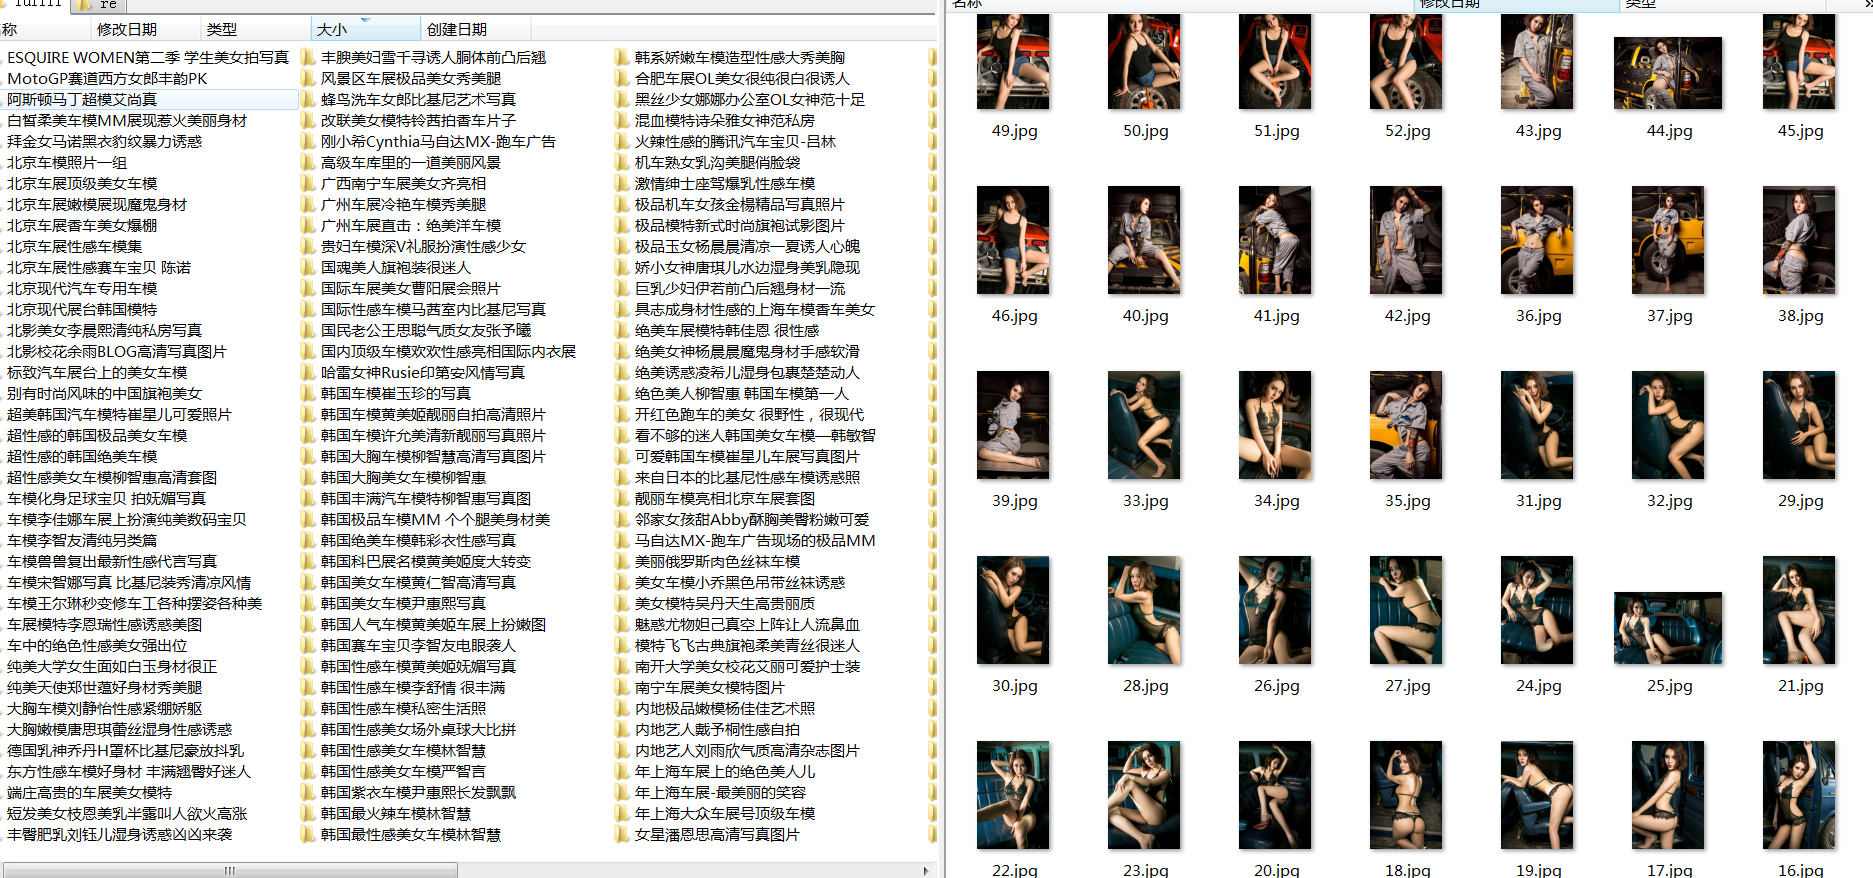 re
名称 修改日期 类型
称 修改日期 类型 大小 创建日期
ESQUIRE WOMEN第二季 学生美女拍写真
MotoGP赛道西方女郎丰韵PK
阿斯顿马丁超模艾尚真
白皙柔美车模MM展现惹火美丽身材
拜金女马诺黑衣豹纹暴力诱惑
北京车模照片一组
北京车展顶级美女车模
北京车展嫩模展现魔鬼身材
北京车展香车美女爆棚
北京车展性感车模集
北京车展性感赛车宝贝 陈诺
北京现代汽车专用车模
北京现代展台韩国模特
北影美女李晨熙清纯私房写真
北影校花余雨BLOG高清写真图片
标致汽车展台上的美女车模
别有时尚风味的中国旗袍美女
超美韩国汽车模特崔星儿可爱照片
超性感的韩国极品美女车模
超性感的韩国绝美车模
超性感美女车模柳智惠高清套图
车模化身足球宝贝 拍妩媚写真
车模李佳娜车展上扮演纯美数码宝贝
车模李智友清纯另类篇
车模兽兽复出最新性感代言写真
车模宋智娜写真 比基尼装秀清凉风情
车模王尔琳秒变修车工各种摆姿各种美
车展模特李恩瑞性感诱惑美图
车中的绝色性感美女强出位
纯美大学女生面如白玉身材很正
纯美天使郑世蕴好身材秀美腿
大胸车模刘静怡性感紧绷娇躯
大胸嫩模唐思琪蕾丝湿身性感诱惑
德国乳神乔丹H罩杯比基尼豪放抖乳
东方性感车模好身材 丰满翘臀好迷人
端庄高贵的车展美女模特
短发美女枝恩美乳半露叫人欲火高涨
丰臀肥乳刘钰儿湿身诱惑凶凶来袭
丰腴美妇雪千寻诱人胴体前凸后翘
风景区车展极品美女秀美腿
蜂鸟洗车女郎比基尼艺术写真
改联美女模特铃茜拍香车片子
刚小希Cynthia马自达MX-跑车广告
高级车库里的一道美丽风景
广西南宁车展美女齐亮相
广州车展冷艳车模秀美腿
广州车展直击：绝美洋车模
贵妇车模深V礼服扮演性感少女
国魂美人旗袍装很迷人
国际车展美女曹阳展会照片
国际性感车模马茜室内比基尼写真
国民老公王思聪气质女友张予曦
国内顶级车模欢欢性感亮相国际内衣展
哈雷女神Rusie印第安风情写真
韩国车模崔玉珍的写真
韩国车模黄美姬靓丽自拍高清照片
韩国车模许允美清新靓丽写真照片
韩国大胸车模柳智慧高清写真图片
韩国大胸美女车模柳智惠
韩国丰满汽车模特柳智惠写真图
韩国极品车模MM 个个腿美身材美
韩国绝美车模韩彩衣性感写真
韩国科巴展名模黄美姬度大转变
韩国美女车模黄仁智高清写真
韩国美女车模尹惠熙写真
韩国人气车模黄美姬车展上扮嫩图
韩国赛车宝贝李智友电眼袭人
韩国性感车模黄美姬妩媚写真
韩国性感车模李舒情 很丰满
韩国性感车模私密生活照
韩国性感美女场外桌球大比拼
韩国性感美女车模林智慧
韩国性感美女车模严智言
韩国紫衣车模尹惠熙长发飘飘
韩国最火辣车模林智慧
韩国最性感美女车模林智慧
韩系娇嫩车模造型性感大秀美胸
合肥车展OL美女很纯很白很诱人
黑丝少女娜娜办公室OL女神范十足
混血模特诗朵雅女神范私房
火辣性感的腾讯汽车宝贝-吕林
机车熟女乳沟美腿俏脸袋
激情绅士座驾爆乳性感车模
极品机车女孩金楊精品写真照片
极品模特新式时尚旗袍试影图片
极品玉女杨晨晨清凉一夏诱人心魄
娇小女神唐琪儿水边湿身美乳隐现
巨乳少妇伊若前凸后翘身材一流
具志成身材性感的上海车模香车美女
绝美车展模特韩佳恩 很性感
绝美女神杨晨晨魔鬼身材手感软滑
绝美诱惑凌希儿湿身包裹楚楚动人
绝色美人柳智惠 韩国车模第一人
开红色跑车的美女 很野性，很现代
看不够的迷人韩国美女车模—韩敏智
可爱韩国车模崔星儿车展写真图片
来自日本的比基尼性感车模诱惑照
靓丽车模亮相北京车展套图
邻家女孩甜Abby酥胸美臀粉嫩可爱
马自达MX-跑车广告现场的极品MM
美丽俄罗斯肉色丝袜车模
美女车模小乔黑色吊带丝袜诱惑
美女模特吴丹天生高贵丽质
魅惑尤物妲己真空上阵让人流鼻血
模特飞飞古典旗袍柔美青丝很迷人
南开大学美女校花艾丽可爱护士装
南宁车展美女模特图片
内地极品嫩模杨佳佳艺术照
内地艺人戴予桐性感自拍
内地艺人刘雨欣气质高清杂志图片
年上海车展上的绝色美人儿
年上海车展-最美丽的笑容
年上海大众车展号顶级车模
女星潘恩思高清写真图片
49.jpg 50.jpg 51.jpg 52.jpg 43.jpg 44.jpg 45.jpg
46.jpg 40.jpg 41.jpg 42.jpg 36.jpg 37.jpg 38.jpg
39.jpg 33.jpg 34.jpg 35.jpg 31.jpg 32.jpg 29.jpg
30.jpg 28.jpg 26.jpg 27.jpg 24.jpg 25.jpg 21.jpg
22.jpg 23.jpg 20.jpg 18.jpg 19.jpg 17.jpg 16.jpg